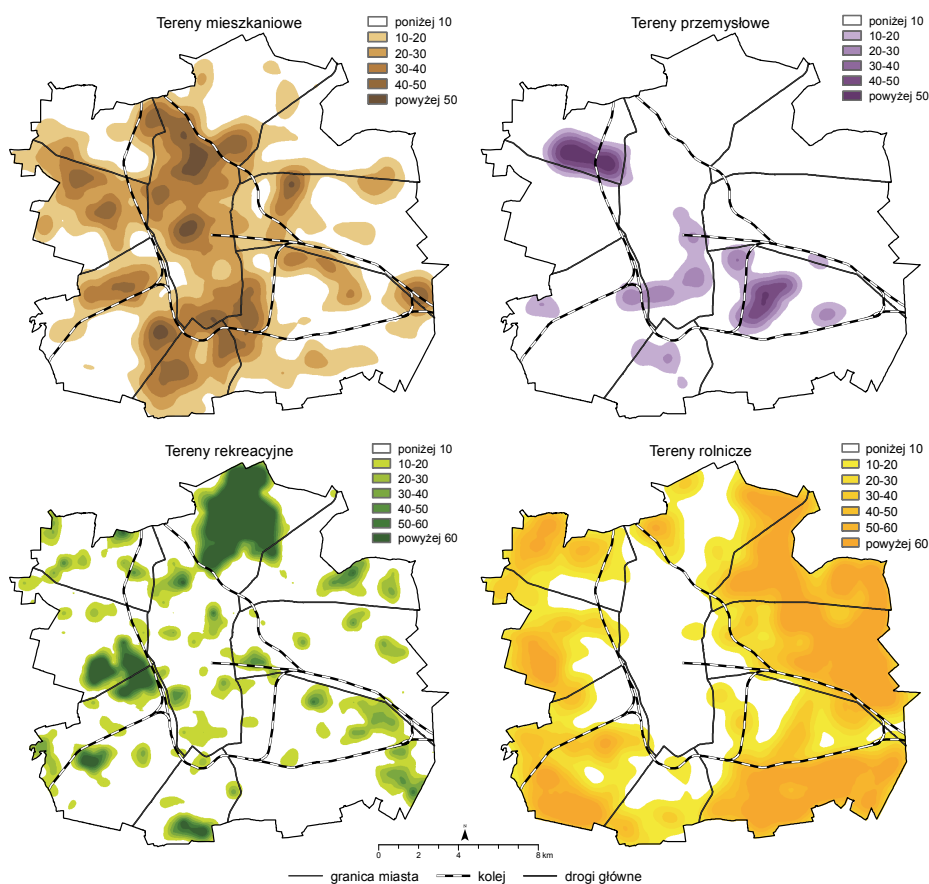 Tereny mieszkaniowe
poniżej 10
10-20
20-30
30-40
40-50
powyżej 50
Tereny przemysłowe
poniżej 10
10-20
20-30
30-40
40-50
powyżej 50
Tereny rekreacyjne
poniżej 10
10-20
20-30
30-40
40-50
50-60
powyżej 60
Tereny rolnicze
poniżej 10
10-20
20-30
30-40
40-50
50-60
powyżej 60
N
0 2 4 8 km
granica miasta kolej drogi główne